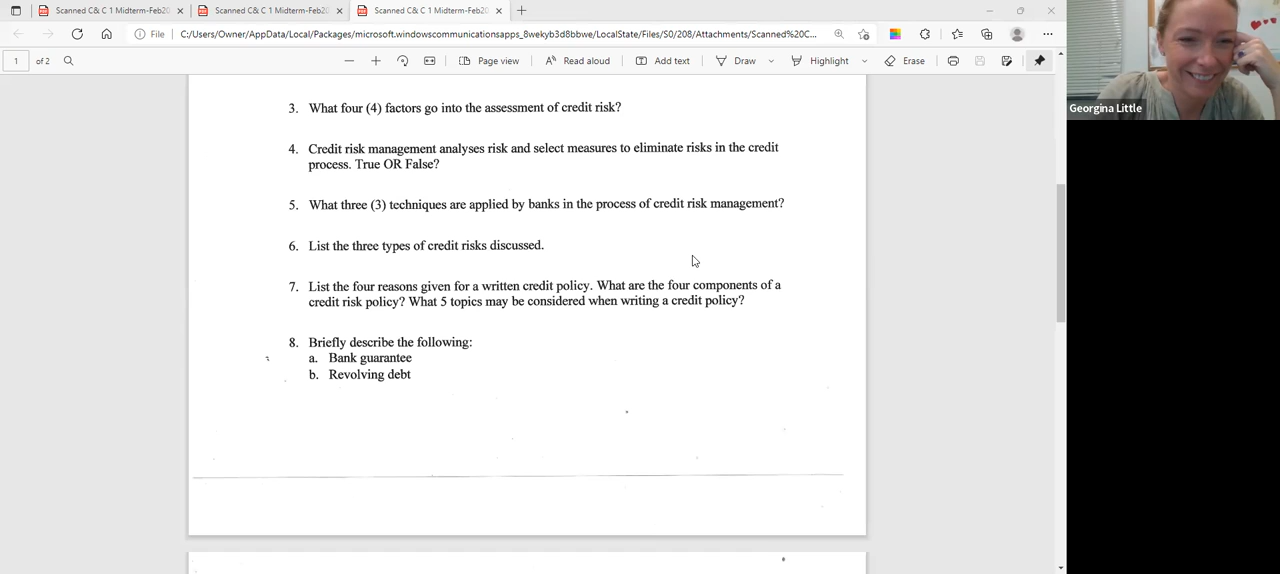 Scanned C& C 1 Midterm-Feb20
Scanned C& C 1 Midterm-Feb20
Scanned C& C 1 Midterm-Feb20
File
C:/Users/Owner/AppData/Local/Packages/microsoft.windowscommunicationsapps_8wekyb3d8bbwe/LocalState/Files/S0/208/Attachments/Scanned%20C...
1 of 2
Page view
Read aloud
Add text
Draw
Highlight
Erase
Georgina Little
3. What four (4) factors go into the assessment of credit risk?
4. Credit risk management analyses risk and select measures to eliminate risks in the credit
process. True OR False?
5. What three (3) techniques are applied by banks in the process of credit risk management?
6. List the three types of credit risks discussed.
7. List the four reasons given for a written credit policy. What are the four components of a
credit risk policy? What 5 topics may be considered when writing a credit policy?
8. Briefly describe the following:
a. Bank guarantee
b. Revolving debt